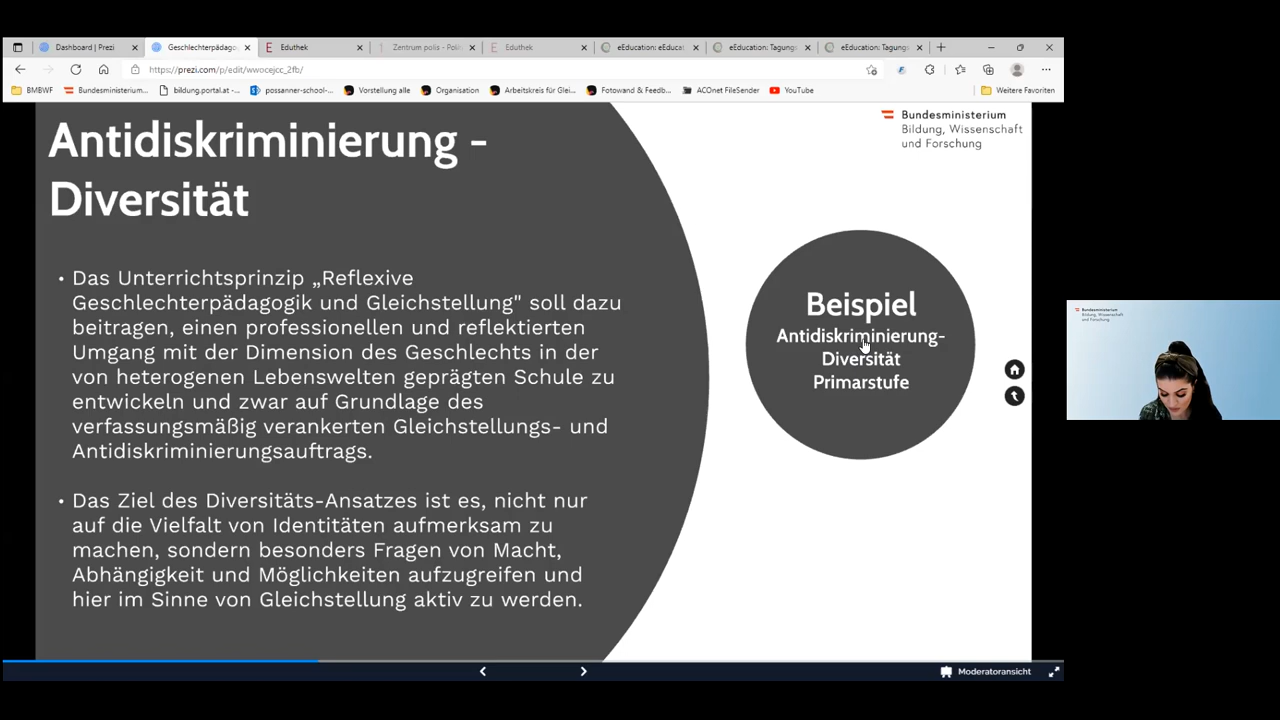 Dashboard | Prezi
Geschlechterpädago
Eduthek
Zentrum polis - Poli
Eduthek
eEducation: eEducat
eEducation: Tagung
eEducation: Tagung
https://prezi.com/p/edit/wwocejcc_2fb/
BMBWF
Bundesministerium...
bildung.portal.at -...
possanner-school-...
Vorstellung alle
Organisation
Arbeitskreis für Glei...
Fotowand & Feedb...
ACOnet FileSender
YouTube
Weitere Favoriten
Antidiskriminierung -
Diversität
• Das Unterrichtsprinzip „Reflexive
Geschlechterpädagogik und Gleichstellung" soll dazu
beitragen, einen professionellen und reflektierten
Umgang mit der Dimension des Geschlechts in der
von heterogenen Lebenswelten geprägten Schule zu
entwickeln und zwar auf Grundlage des
verfassungsmäßig verankerten Gleichstellungs- und
Antidiskriminierungsauftrags.
• Das Ziel des Diversitäts-Ansatzes ist es, nicht nur
auf die Vielfalt von Identitäten aufmerksam zu
machen, sondern besonders Fragen von Macht,
Abhängigkeit und Möglichkeiten aufzugreifen und
hier im Sinne von Gleichstellung aktiv zu werden.
Bundesministerium
Bildung, Wissenschaft
und Forschung
Beispiel
Antidiskriminierung-
Diversität
Primarstufe
Moderatoransicht
Bundesministerium
Bildung, Wissenschaft
und Forschung